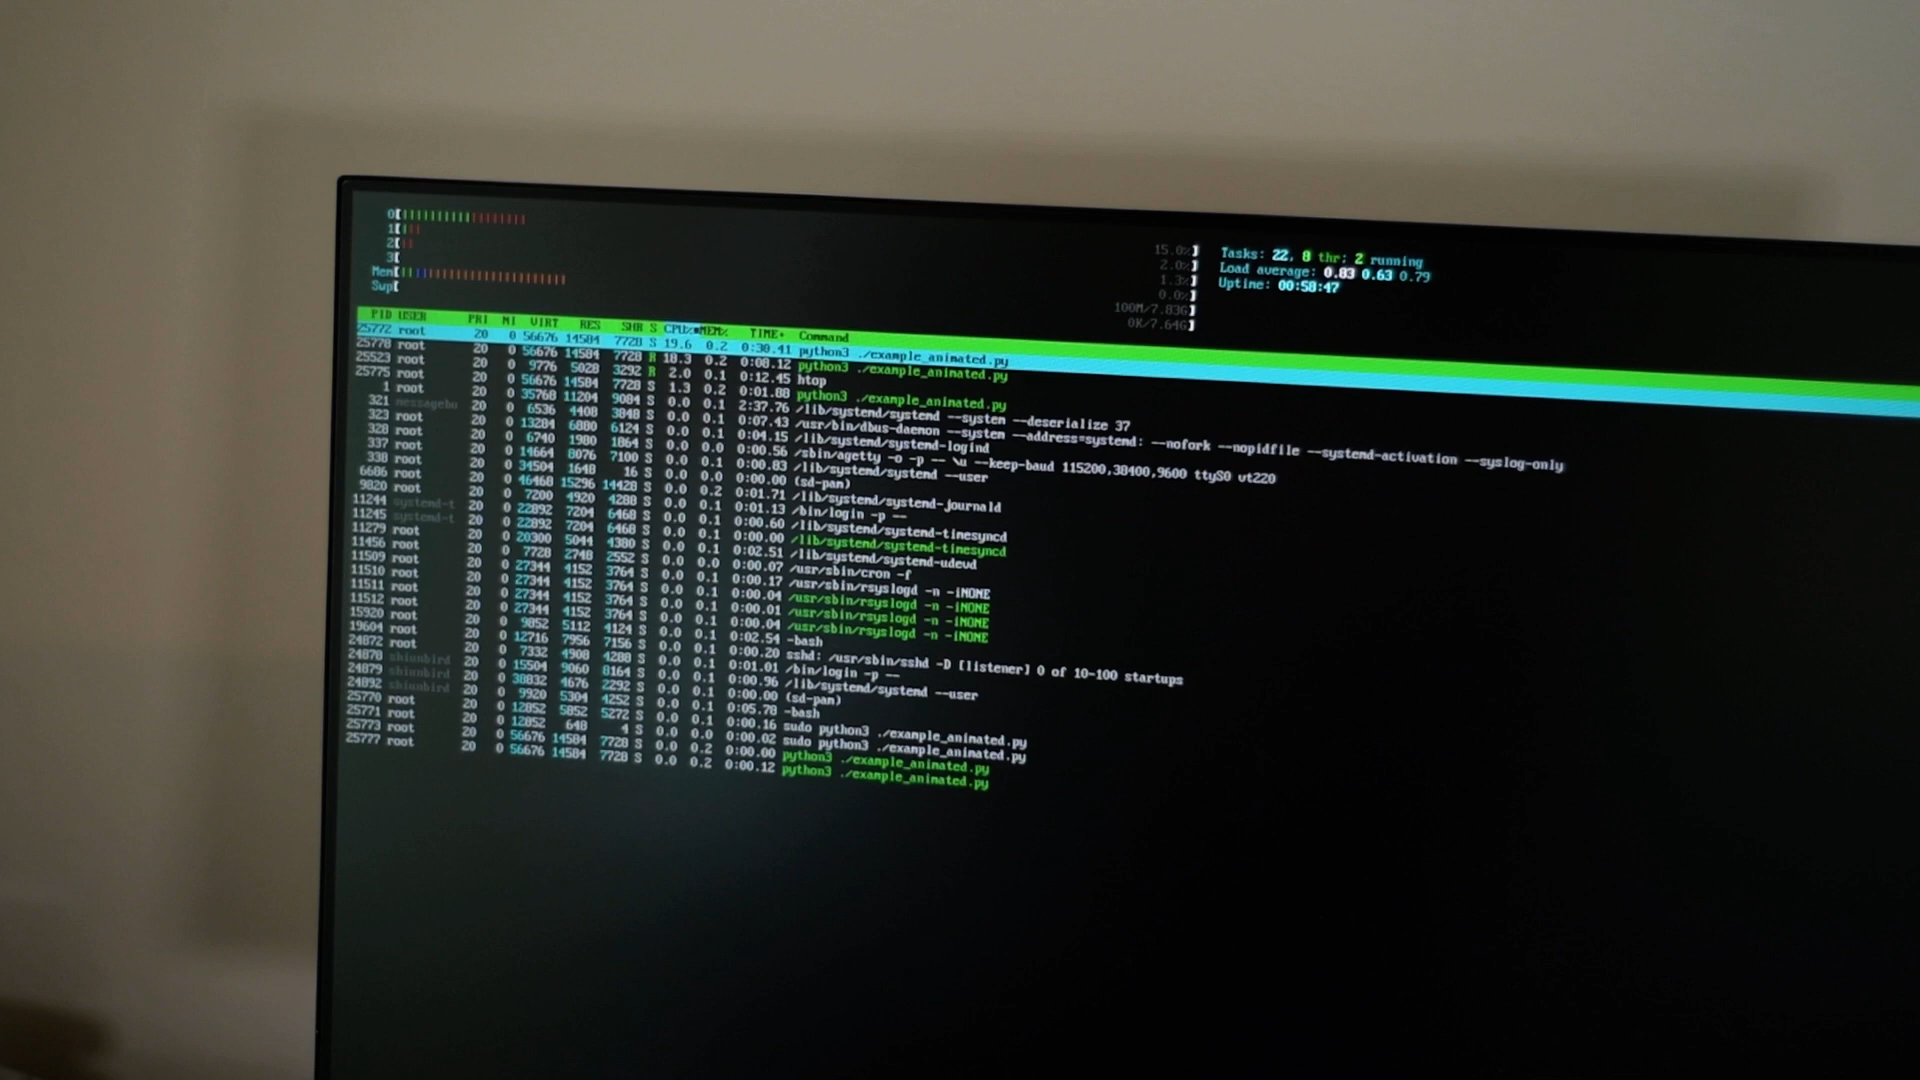 0[ 15.0%] Tasks: 22, 8 thr; 2 running
1[ 2.0%] Load average: 0.83 0.63 0.79
2[ 1.3%] Uptime: 00:58:47
3[ 0.0%]
Mem[ 100M/7.83G]
Swp[ 0K/7.64G]
PID USER PRI NI VIRT RES SHR S CPU% MEM% TIME+ Command
25772 root 20 0 56676 14584 7728 S 19.6 0.2 0:30.41 python3 ./example_animated.py
25778 root 20 0 56676 14584 7728 R 18.3 0.2 0:08.12 python3 ./example_animated.py
25523 root 20 0 9776 5028 3292 R 2.0 0.1 0:12.45 htop
25775 root 20 0 56676 14584 7728 S 1.3 0.2 0:01.88 python3 ./example_animated.py
1 root 20 0 35768 11204 9084 S 0.0 0.1 2:37.76 /lib/systemd/systemd --system --deserialize 37
321 messagebu 20 0 6536 4408 3848 S 0.0 0.1 0:07.43 /usr/bin/dbus-daemon --system --address=systemd: --nofork --nopidfile --systemd-activation --syslog-only
323 root 20 0 13284 6880 6124 S 0.0 0.1 0:04.15 /lib/systemd/systemd-logind
328 root 20 0 6740 1980 1864 S 0.0 0.0 0:00.56 /sbin/agetty -o -p -- \u --keep-baud 115200,38400,9600 ttyS0 vt220
337 root 20 0 14664 8076 7100 S 0.0 0.1 0:00.83 /lib/systemd/systemd --user
338 root 20 0 34504 1648 16 S 0.0 0.0 0:00.00 (sd-pan)
6686 root 20 0 46468 15296 14428 S 0.0 0.2 0:01.71 /lib/systemd/systemd-journald
9820 root 20 0 7200 4920 4288 S 0.0 0.1 0:01.13 /bin/login -p --
11244 systemd-t 20 0 22892 7204 6468 S 0.0 0.1 0:00.60 /lib/systemd/systemd-timesyncd
11245 systemd-t 20 0 22892 7204 6468 S 0.0 0.1 0:00.00 /lib/systemd/systemd-timesyncd
11279 root 20 0 20300 5044 4380 S 0.0 0.1 0:02.51 /lib/systemd/systemd-udevd
11456 root 20 0 7728 2748 2552 S 0.0 0.0 0:00.07 /usr/sbin/cron -f
11509 root 20 0 27344 4152 3764 S 0.0 0.1 0:00.17 /usr/sbin/rsyslogd -n -iNONE
11510 root 20 0 27344 4152 3764 S 0.0 0.1 0:00.04 /usr/sbin/rsyslogd -n -iNONE
11511 root 20 0 27344 4152 3764 S 0.0 0.1 0:00.01 /usr/sbin/rsyslogd -n -iNONE
11512 root 20 0 27344 4152 3764 S 0.0 0.1 0:00.04 /usr/sbin/rsyslogd -n -iNONE
15920 root 20 0 9852 5112 4124 S 0.0 0.1 0:02.54 -bash
19604 root 20 0 12716 7956 7156 S 0.0 0.1 0:00.20 sshd: /usr/sbin/sshd -D [listener] 0 of 10-100 startups
24872 root 20 0 7332 4908 4288 S 0.0 0.1 0:01.01 /bin/login -p --
24878 shiunbird 20 0 15504 9060 8164 S 0.0 0.1 0:00.96 /lib/systemd/systemd --user
24879 shiunbird 20 0 38832 4676 2292 S 0.0 0.1 0:00.00 (sd-pan)
24892 shiunbird 20 0 9920 5304 4252 S 0.0 0.1 0:05.78 -bash
25770 root 20 0 12852 5852 5272 S 0.0 0.1 0:00.16 sudo python3 ./example_animated.py
25771 root 20 0 12852 648 4 S 0.0 0.0 0:00.02 sudo python3 ./example_animated.py
25773 root 20 0 56676 14584 7728 S 0.0 0.2 0:00.00 python3 ./example_animated.py
25777 root 20 0 56676 14584 7728 S 0.0 0.2 0:00.12 python3 ./example_animated.py